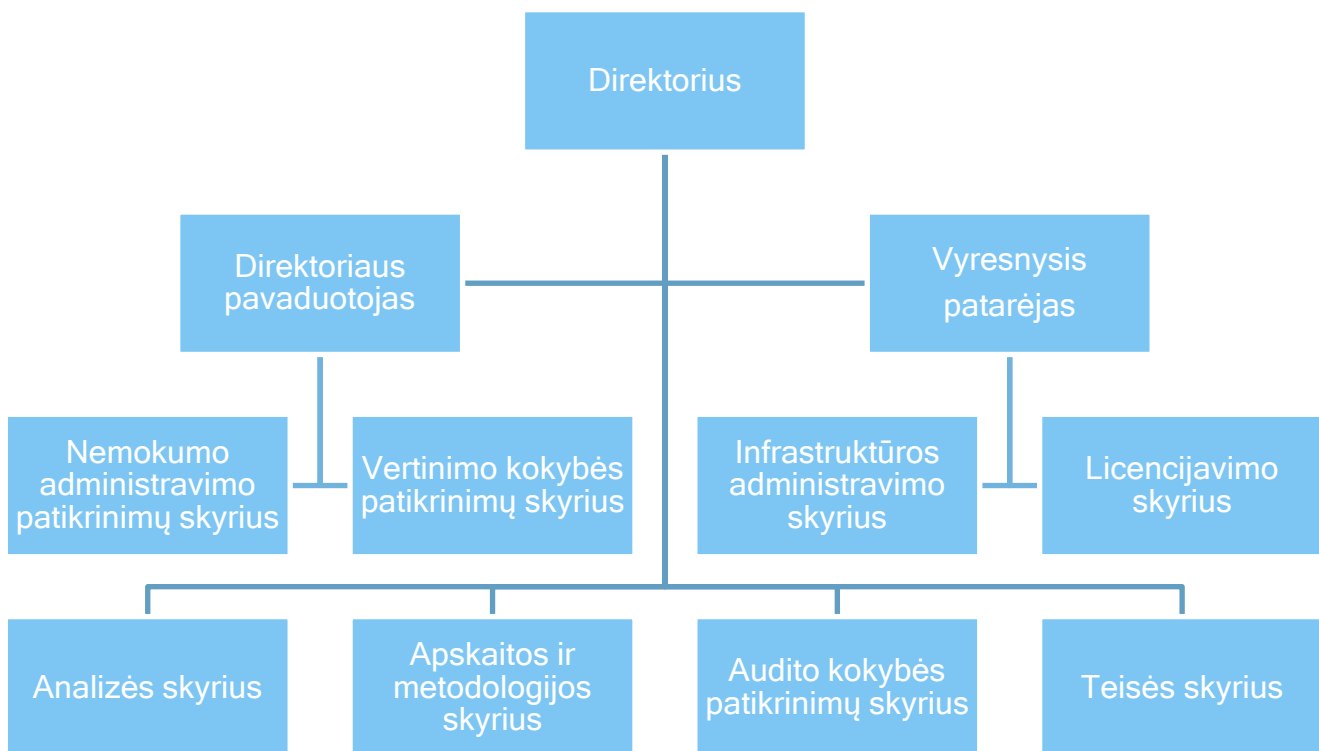 Direktorius
Direktoriaus
pavaduotojas
Vyresnysis
patarėjas
Nemokumo
administravimo
patikrinimų skyrius
Vertinimo kokybės
patikrinimų skyrius
Infrastruktūros
administravimo
skyrius
Licencijavimo
skyrius
Analizės skyrius
Apskaitos ir
metodologijos
skyrius
Audito kokybės
patikrinimų skyrius
Teisės skyrius